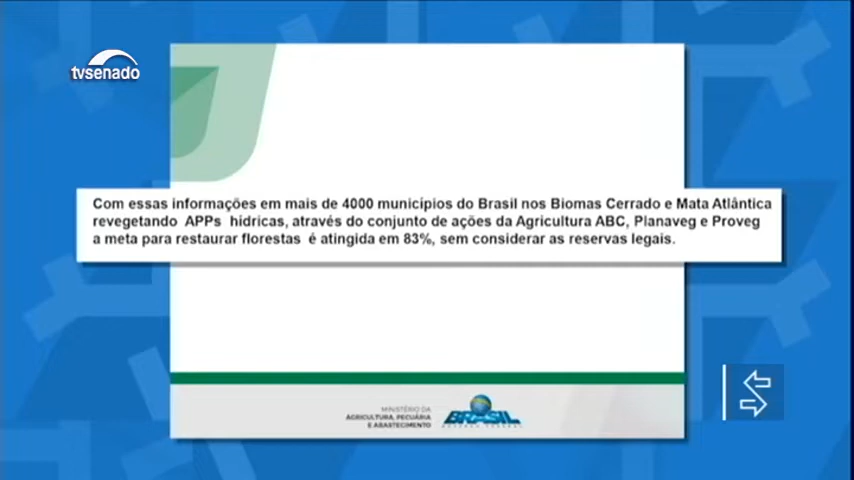 tvsenado
Com essas informações em mais de 4000 municípios do Brasil nos Biomas Cerrado e Mata Atlântica
revegetando APPs hídricas, através do conjunto de ações da Agricultura ABC, Planaveg e Proveg
a meta para restaurar florestas é atingida em 83%, sem considerar as reservas legais.
MINISTÉRIO DA
AGRICULTURA, PECUÁRIA
E ABASTECIMENTO
BRASIL
GOVERNO FEDERAL